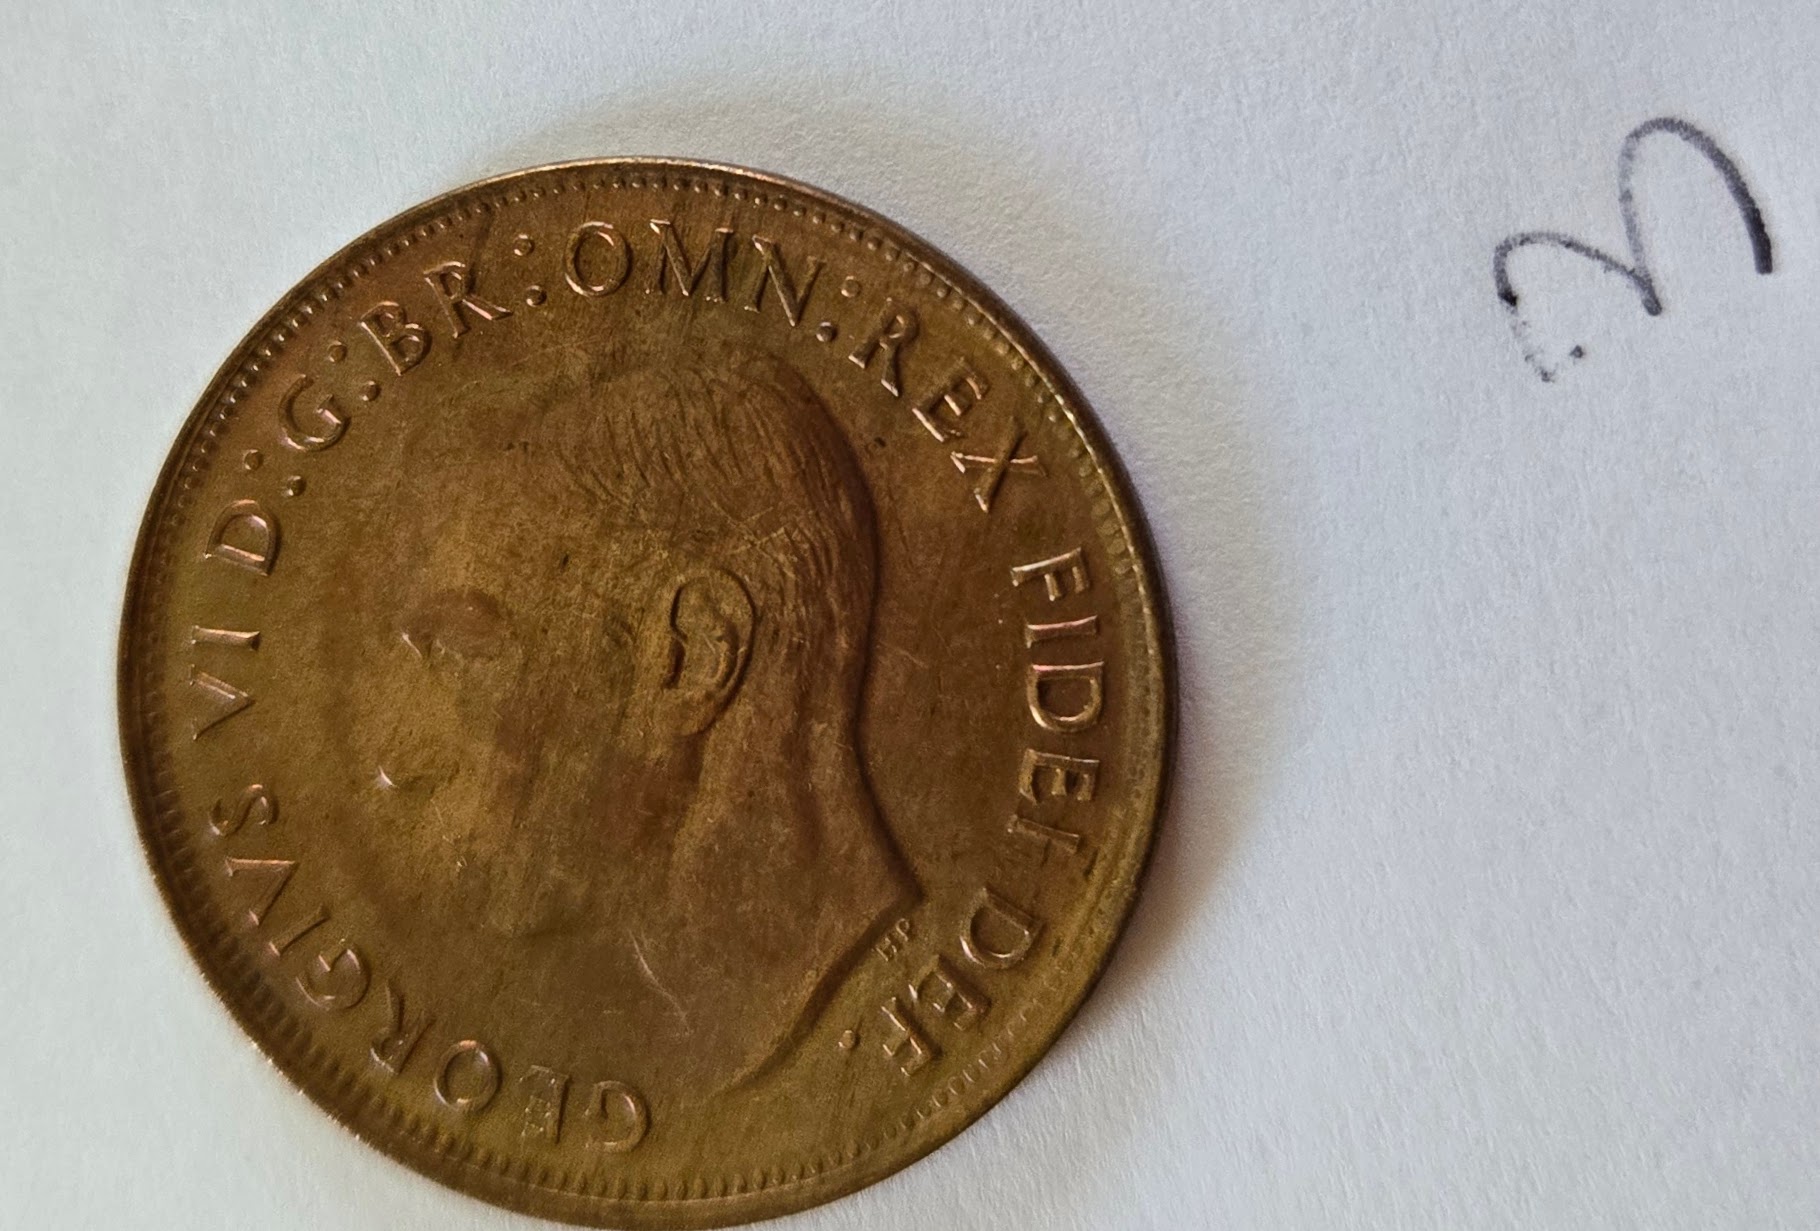 GEORGIVS VI D:G:BR:OMN:REX FIDEI DEF.
HP
3